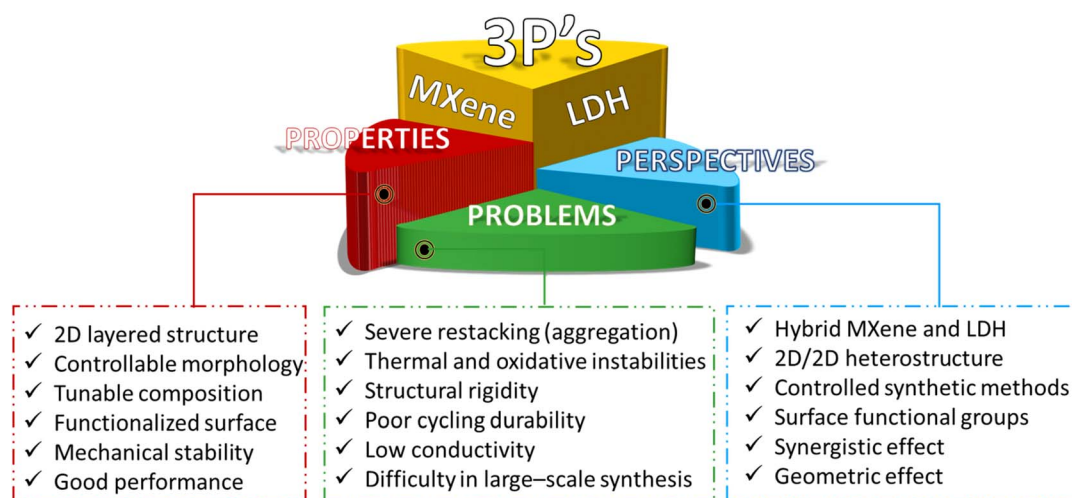 3P's
MXene
LDH
PROPERTIES
PERSPECTIVES
PROBLEMS
✓ 2D layered structure
✓ Controllable morphology
✓ Tunable composition
✓ Functionalized surface
✓ Mechanical stability
✓ Good performance
✓ Severe restacking (aggregation)
✓ Thermal and oxidative instabilities
✓ Structural rigidity
✓ Poor cycling durability
✓ Low conductivity
✓ Difficulty in large–scale synthesis
✓ Hybrid MXene and LDH
✓ 2D/2D heterostructure
✓ Controlled synthetic methods
✓ Surface functional groups
✓ Synergistic effect
✓ Geometric effect